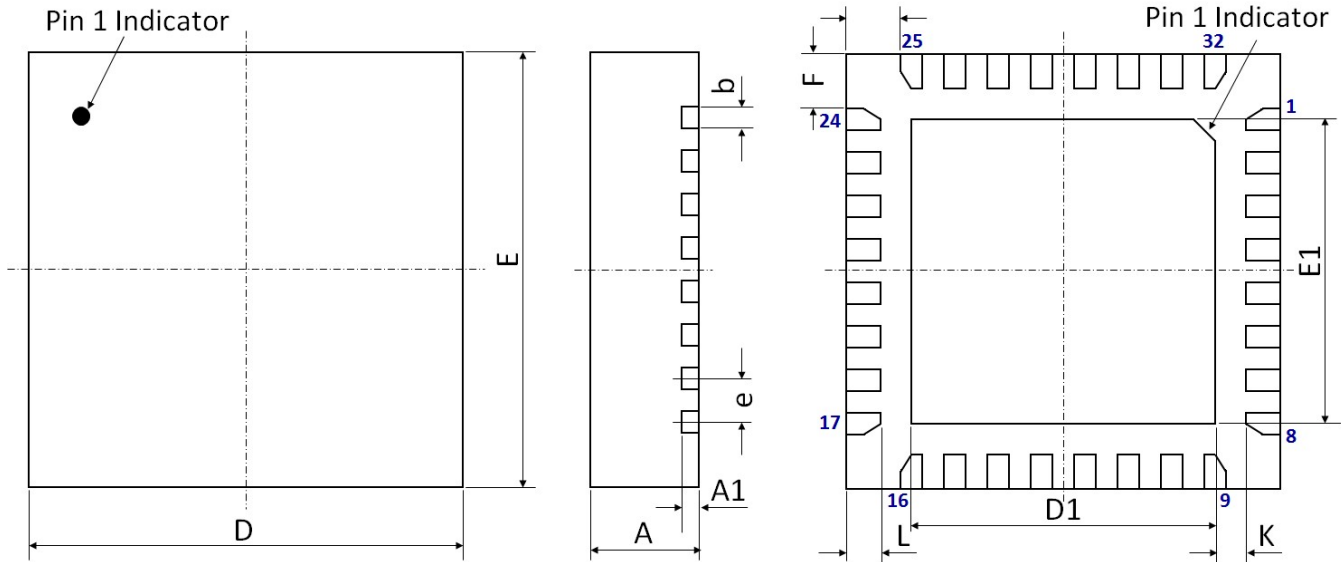 Pin 1 Indicator
Pin 1 Indicator
25
32
F
b
24
1
E
E1
e
17
8
A1
16
9
D1
D
A
L
K